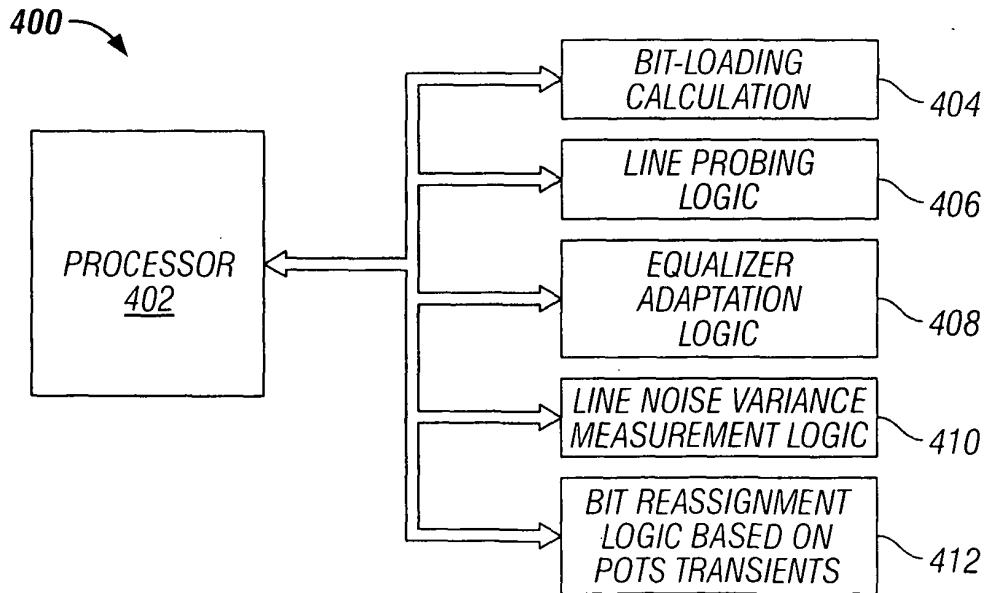 400
BIT-LOADING
CALCULATION
404
LINE PROBING
LOGIC
406
PROCESSOR
402
EQUALIZER
ADAPTATION
LOGIC
408
LINE NOISE VARIANCE
MEASUREMENT LOGIC
410
BIT REASSIGNMENT
LOGIC BASED ON
POTS TRANSIENTS
412